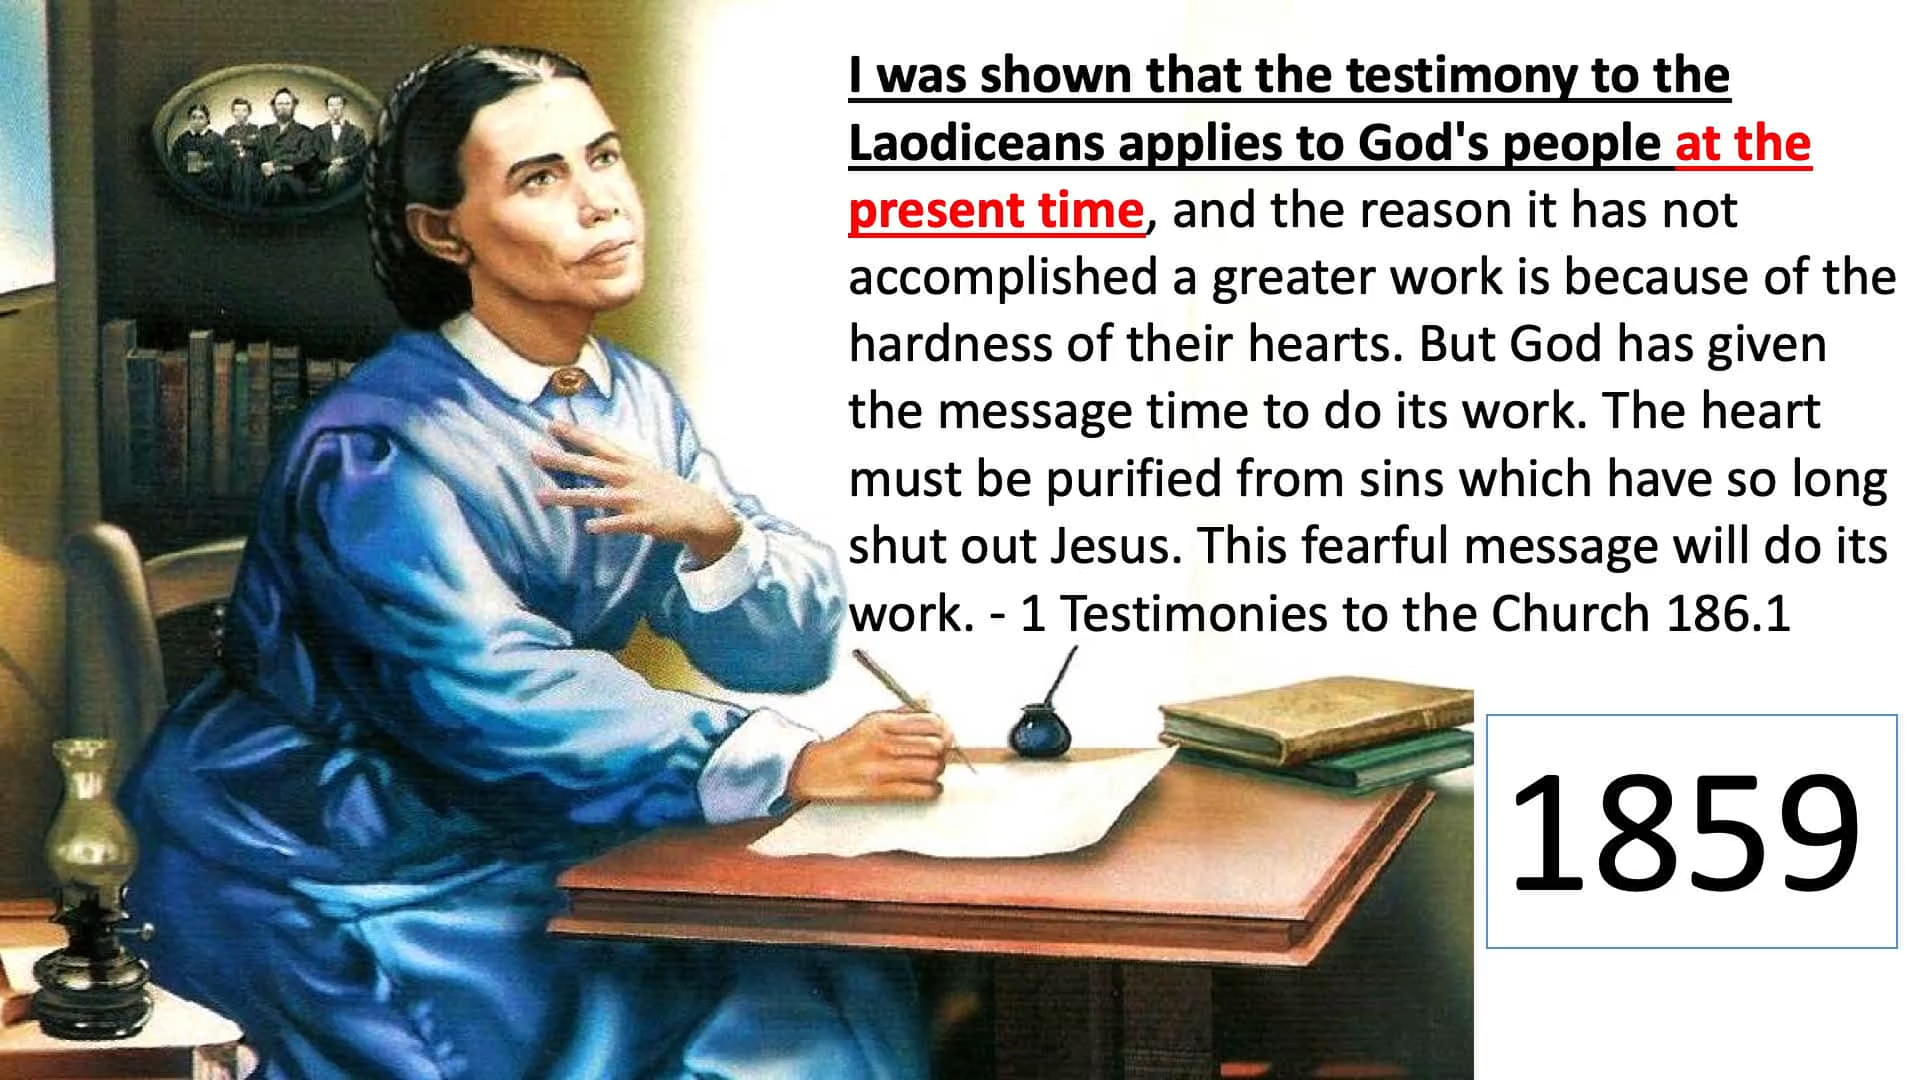 I was shown that the testimony to the
Laodiceans applies to God's people at the
present time, and the reason it has not
accomplished a greater work is because of the
hardness of their hearts. But God has given
the message time to do its work. The heart
must be purified from sins which have so long
shut out Jesus. This fearful message will do its
work. - 1 Testimonies to the Church 186.1
1859